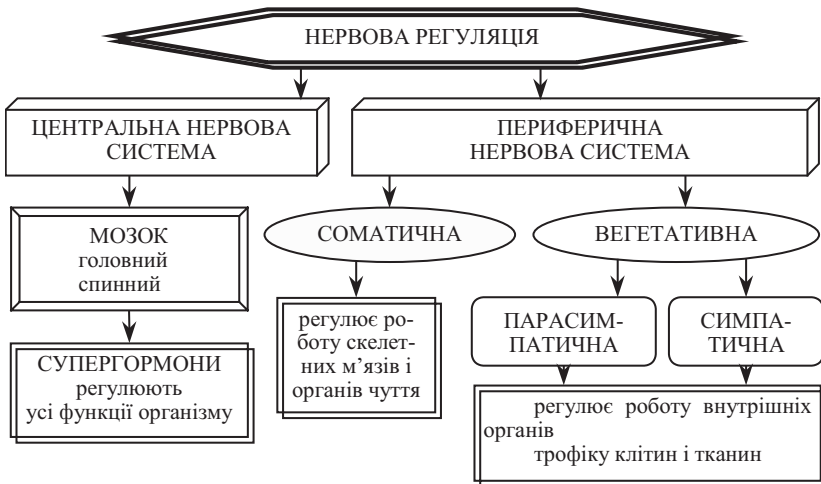 НЕРВОВА РЕГУЛЯЦІЯ
ЦЕНТРАЛЬНА НЕРВОВА
СИСТЕМА
ПЕРИФЕРИЧНА
НЕРВОВА СИСТЕМА
МОЗОК
головний
спинний
СОМАТИЧНА
ВЕГЕТАТИВНА
СУПЕРГОРМОНИ
регулюють
усі функції організму
регулює ро-
боту скелет-
них м’язів і
органів чуття
ПАРАСИМ-
ПАТИЧНА
СИМПА-
ТИЧНА
регулює роботу внутрішніх
органів
трофіку клітин і тканин